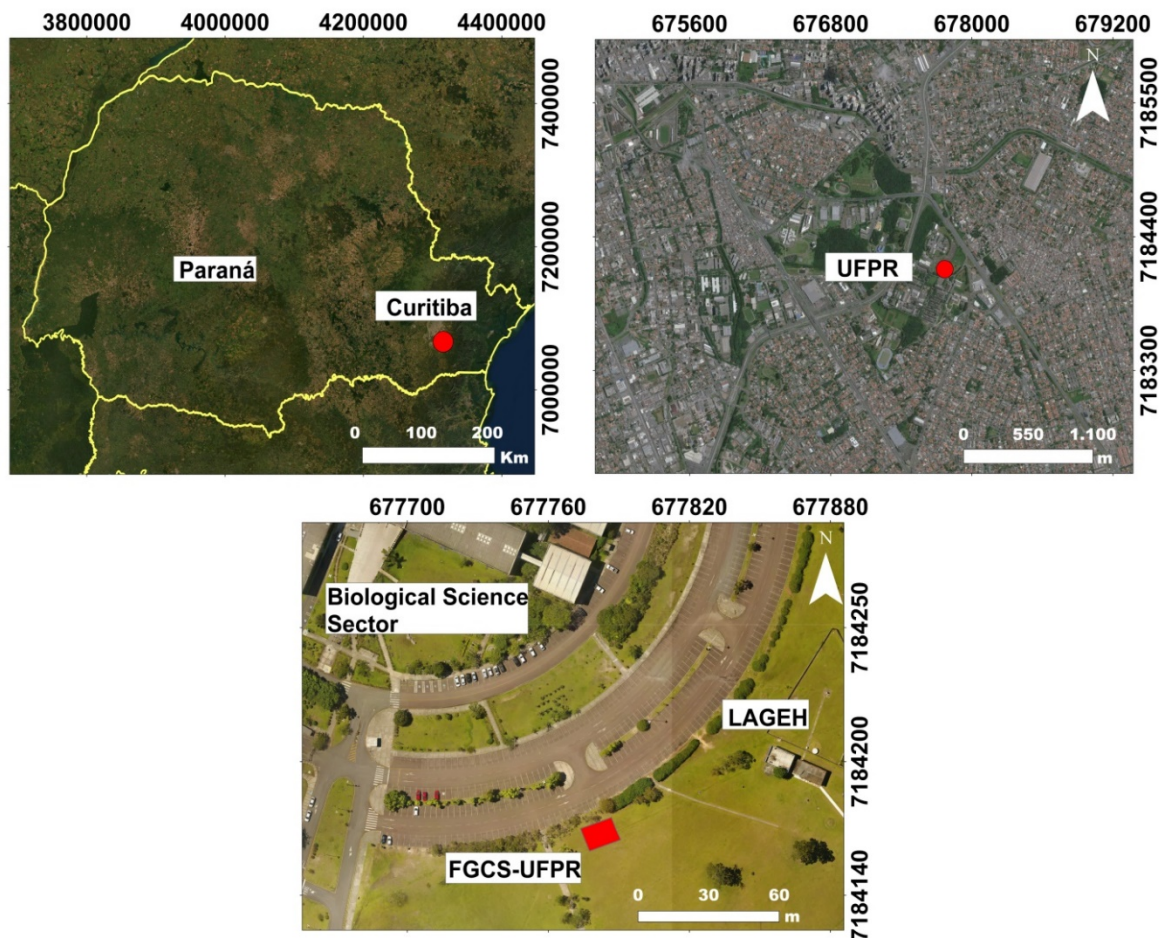 3800000 4000000 4200000 4400000
7400000
7200000
7000000
Paraná
Curitiba
0 100 200
Km
675600 676800 678000 679200
N
7185500
7184400
7183300
UFPR
0 550 1.100
m
677700 677760 677820 677880
N
7184250
7184200
7184140
Biological Science
Sector
LAGEH
FGCS-UFPR
0 30 60
m